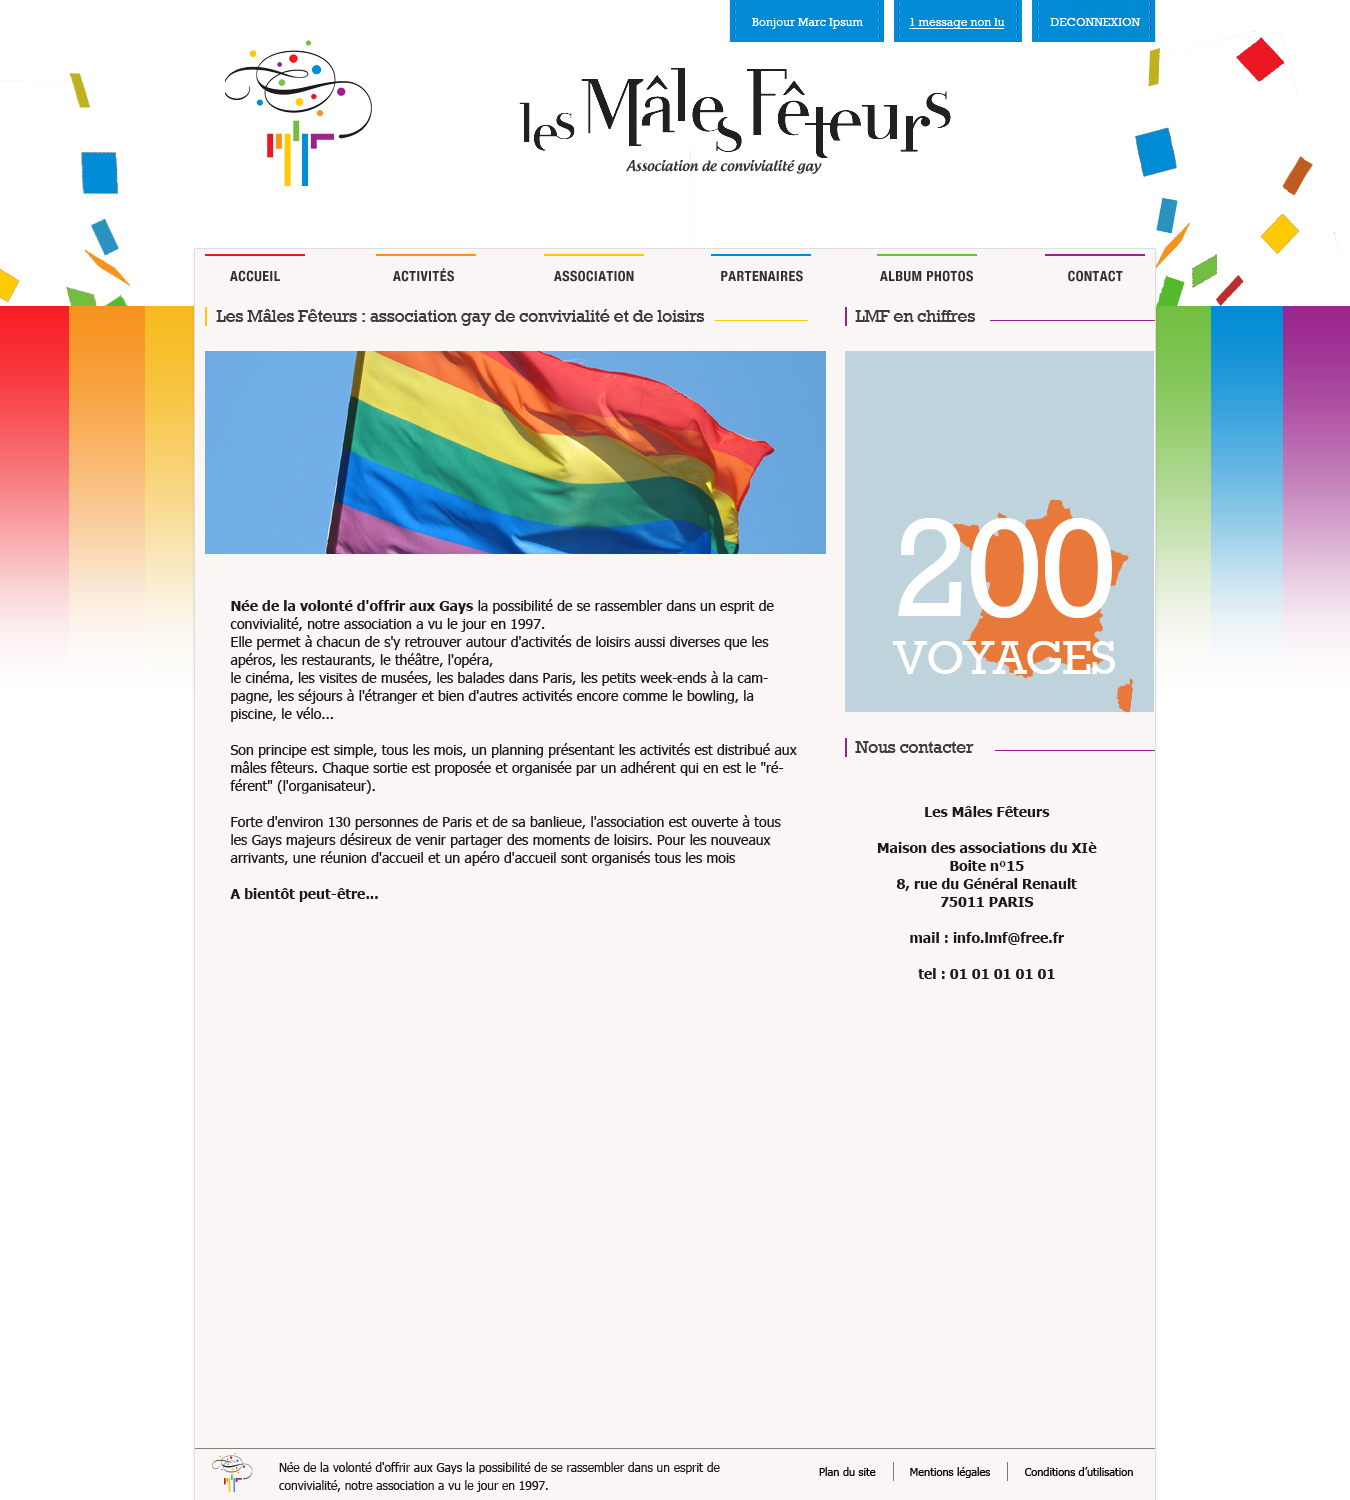 Bonjour Marc Ipsum
1 message non lu
DECONNEXION
les Mâles Fêteurs
Association de convivialité gay
ACCUEIL
ACTIVITÉS
ASSOCIATION
PARTENAIRES
ALBUM PHOTOS
CONTACT
Les Mâles Fêteurs : association gay de convivialité et de loisirs
Née de la volonté d'offrir aux Gays la possibilité de se rassembler dans un esprit de
convivialité, notre association a vu le jour en 1997.
Elle permet à chacun de s'y retrouver autour d'activités de loisirs aussi diverses que les
apéros, les restaurants, le théâtre, l'opéra,
le cinéma, les visites de musées, les balades dans Paris, les petits week-ends à la cam-
pagne, les séjours à l'étranger et bien d'autres activités encore comme le bowling, la
piscine, le vélo...
Son principe est simple, tous les mois, un planning présentant les activités est distribué aux
mâles fêteurs. Chaque sortie est proposée et organisée par un adhérent qui en est le "ré-
férent" (l'organisateur).
Forte d'environ 130 personnes de Paris et de sa banlieue, l'association est ouverte à tous
les Gays majeurs désireux de venir partager des moments de loisirs. Pour les nouveaux
arrivants, une réunion d'accueil et un apéro d'accueil sont organisés tous les mois
A bientôt peut-être...
LMF en chiffres
200
VOYAGES
Nous contacter
Les Mâles Fêteurs
Maison des associations du XIè
Boite n°15
8, rue du Général Renault
75011 PARIS
mail : info.lmf@free.fr
tel : 01 01 01 01 01
Née de la volonté d'offrir aux Gays la possibilité de se rassembler dans un esprit de
convivialité, notre association a vu le jour en 1997.
Plan du site
Mentions légales
Conditions d'utilisation